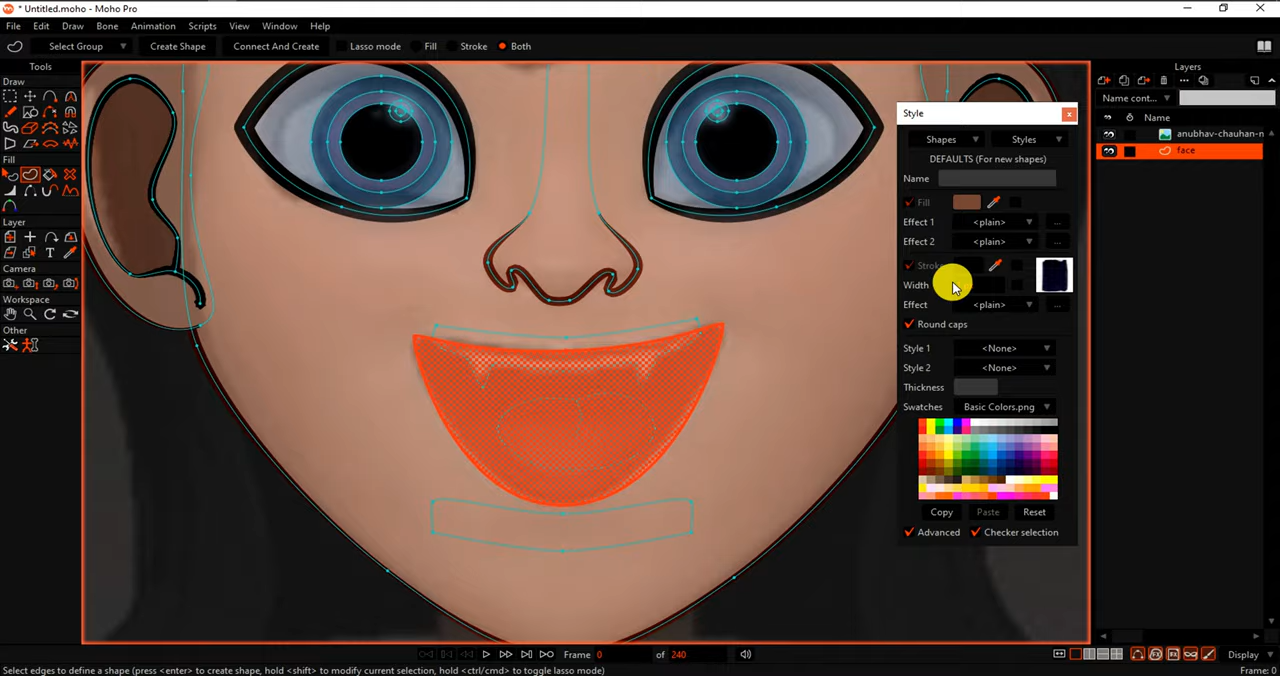 * Untitled.moho - Moho Pro
File Edit Draw Bone Animation Scripts View Window Help
Select Group Create Shape Connect And Create Lasso mode Fill Stroke Both
Tools
Draw
Fill
Layer
Camera
Workspace
Other
Style
Shapes Styles
DEFAULTS (For new shapes)
Name
Fill
Effect 1 <plain> ...
Effect 2 <plain> ...
Stroke
Width
Effect <plain> ...
Round caps
Style 1 <None>
Style 2 <None>
Thickness
Swatches Basic Colors.png
Copy Paste Reset
Advanced Checker selection
Layers
Name cont...
Name
anubhav-chauhan-n
face
Frame 0 of 240
Display
Select edges to define a shape (press <enter> to create shape, hold <shift> to modify current selection, hold <ctrl/cmd> to toggle lasso mode)
Frame: 0